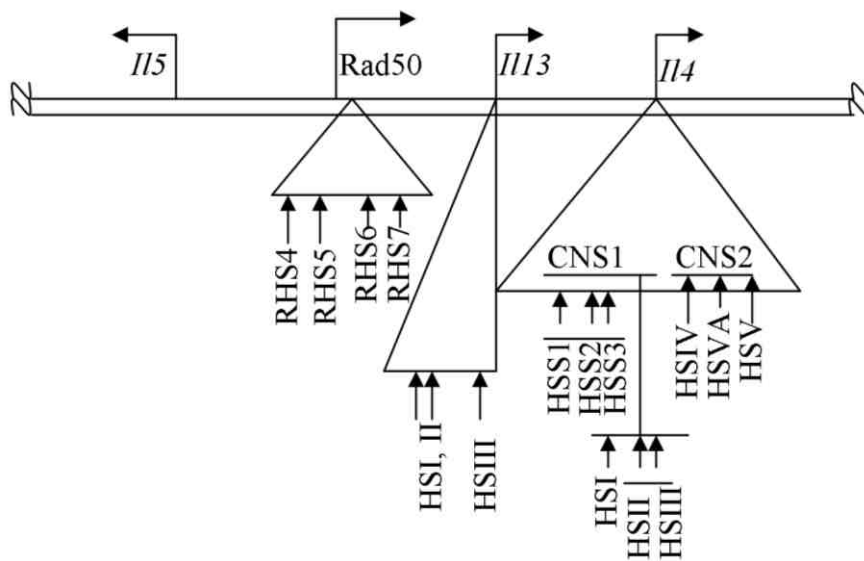 Il5
Rad50
Il13
Il4
RHS4
RHS5
RHS6
RHS7
CNS1
CNS2
HSS1
HSS2
HSS3
HSIV
HSVA
HSV
HSI, II
HSIII
HSI
HSII
HSIII